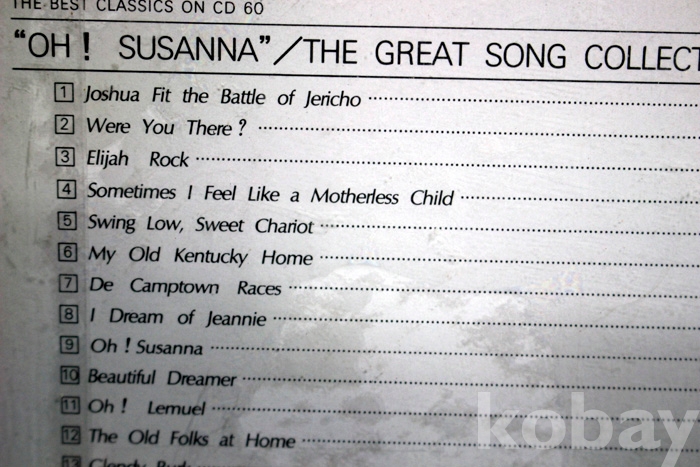 THE BEST CLASSICS ON CD 60
"OH! SUSANNA"/THE GREAT SONG COLLECT
1 Joshua Fit the Battle of Jericho
2 Were You There?
3 Elijah Rock
4 Sometimes I Feel Like a Motherless Child
5 Swing Low, Sweet Chariot
6 My Old Kentucky Home
7 De Camptown Races
8 I Dream of Jeannie
9 Oh! Susanna
10 Beautiful Dreamer
11 Oh! Lemuel
12 The Old Folks at Home
13
kobay